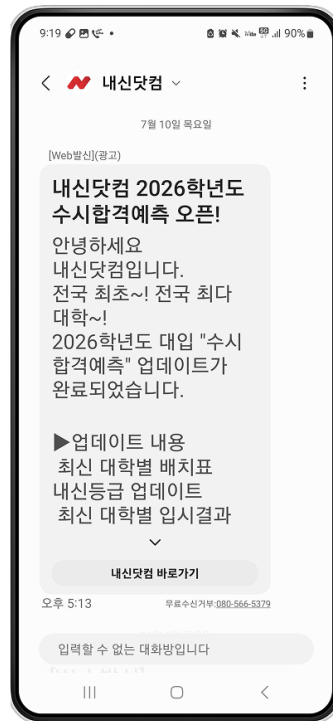 9:19
90%
내신닷컴
7월 10일 목요일
[Web발신](광고)
내신닷컴 2026학년도
수시합격예측 오픈!
안녕하세요
내신닷컴입니다.
전국 최초~! 전국 최다
대학~!
2026학년도 대입 "수시
합격예측" 업데이트가
완료되었습니다.
▶업데이트 내용
최신 대학별 배치표
내신등급 업데이트
최신 대학별 입시결과
내신닷컴 바로가기
오후 5:13
무료수신거부:080-566-5379
입력할 수 없는 대화방입니다